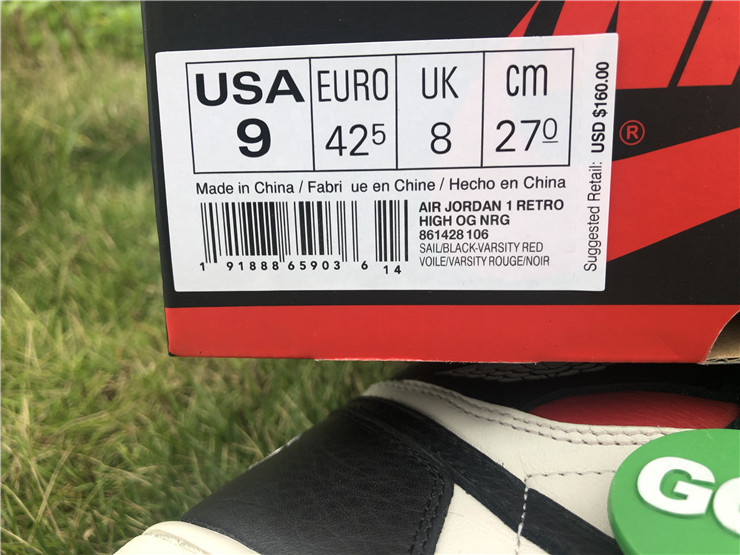 USA EURO UK cm
9 42 5 8 27 0
Made in China / Fabri ue en Chine / Hecho en China
AIR JORDAN 1 RETRO
HIGH OG NRG
861428 106
SAIL/BLACK-VARSITY RED
VOILE/VARSITY ROUGE/NOIR
1 91888 65903 6 14
Suggested Retail: USD $160.00
®